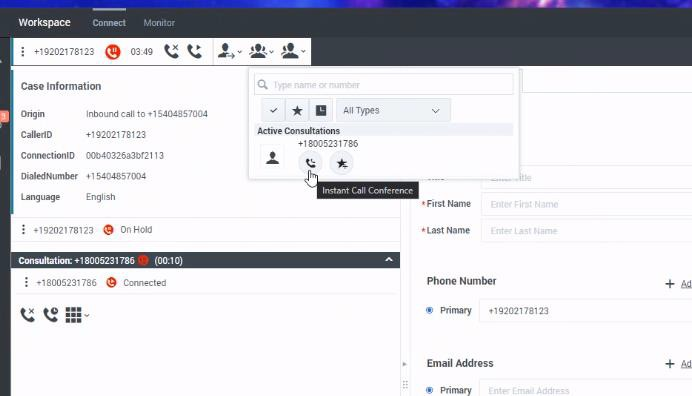 Workspace Connect Monitor
+19202178123 03:49
Case Information
Origin Inbound call to +15404857004
CallerID +19202178123
ConnectionID 00b40326a3bf2113
DialedNumber +15404857004
Language English
+19202178123 On Hold
Consultation: +18005231786 (00:10)
+18005231786 Connected
Type name or number
All Types
Active Consultations
+18005231786
Instant Call Conference
Enter Title
*First Name Enter First Name
*Last Name Enter Last Name
Phone Number + Ad
Primary +19202178123
Email Address + Ad
Primary Enter Email Address